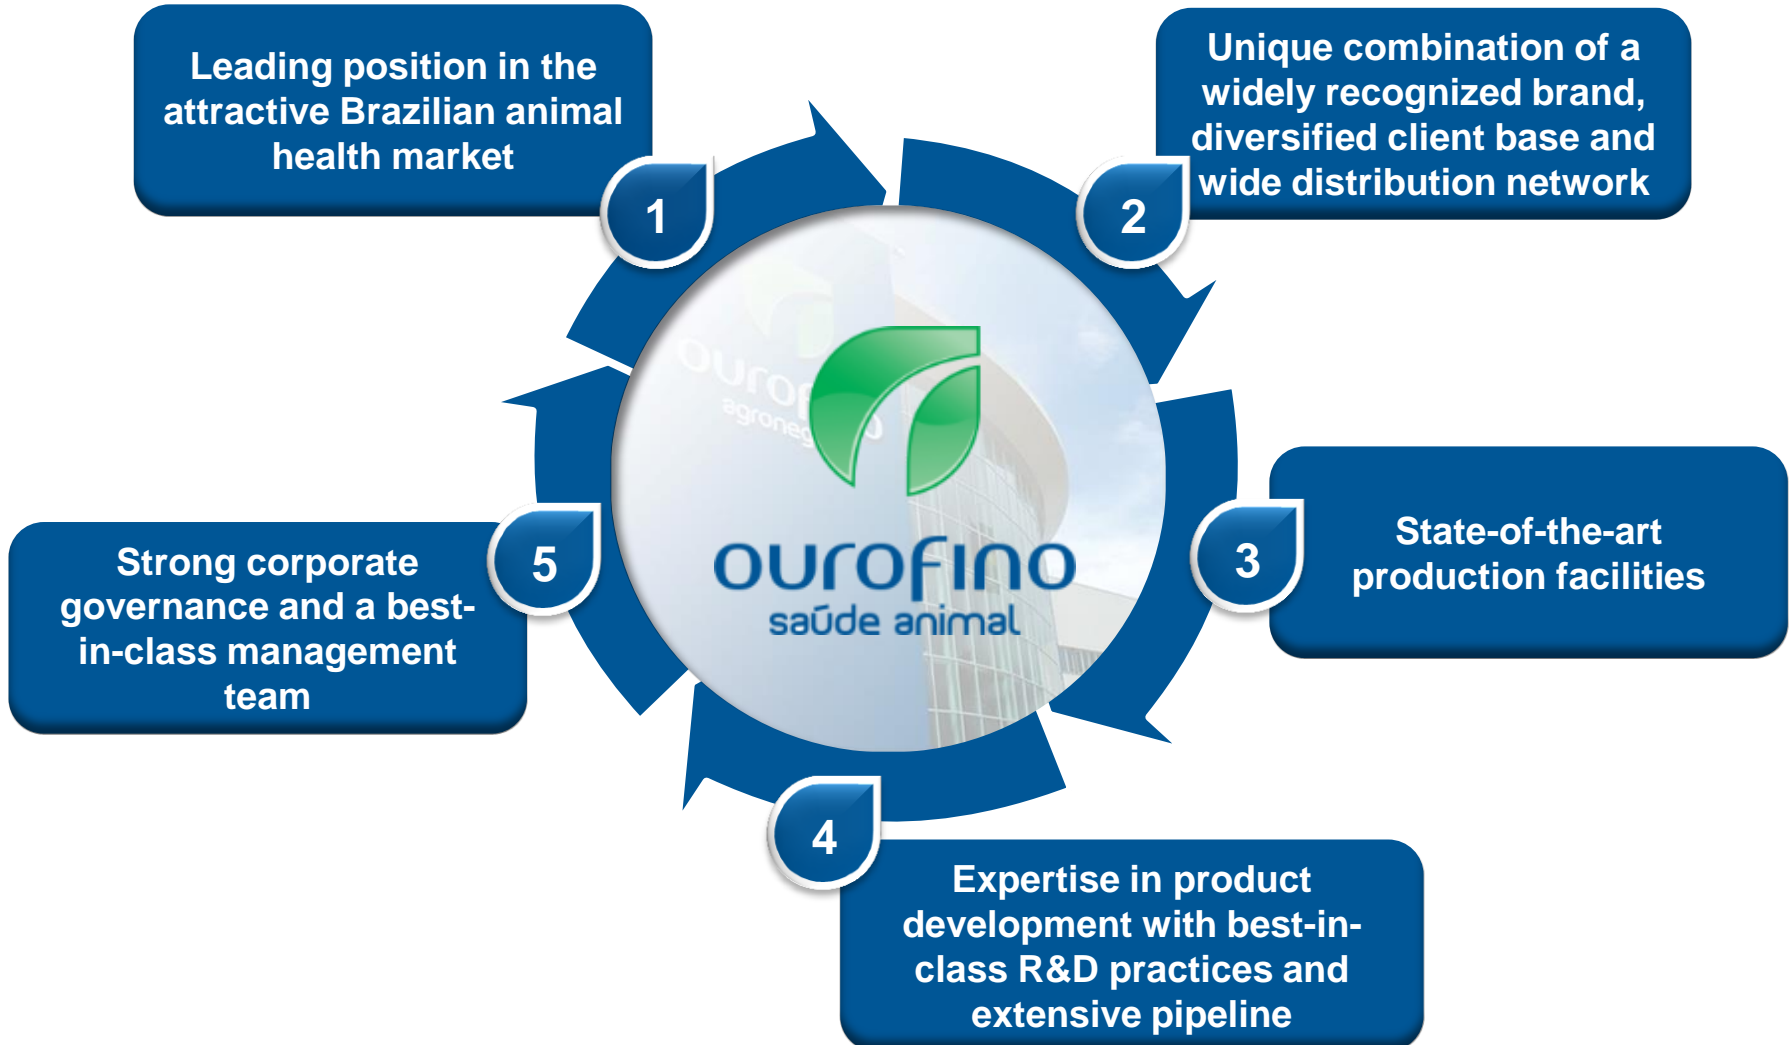 Leading position in the
attractive Brazilian animal
health market
1
Unique combination of a
widely recognized brand,
diversified client base and
wide distribution network
2
State-of-the-art
production facilities
3
Expertise in product
development with best-in-
class R&D practices and
extensive pipeline
4
Strong corporate
governance and a best-
in-class management
team
5
ourofino
saúde animal